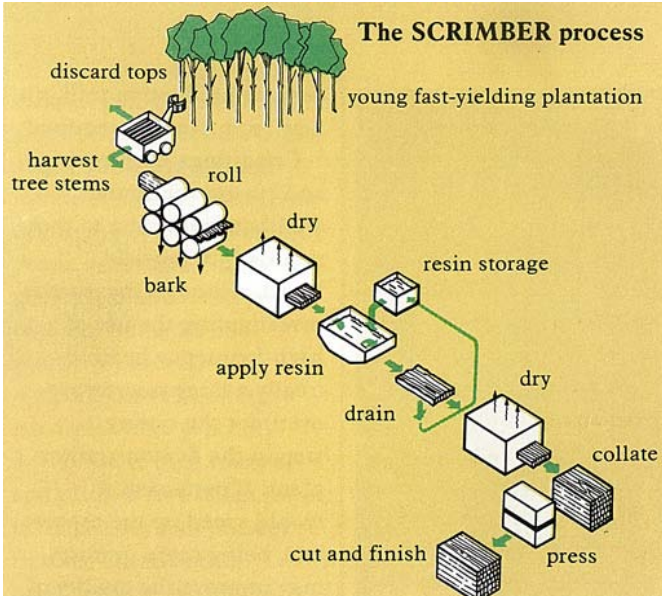 The SCRIMBER process
discard tops
young fast-yielding plantation
harvest
tree stems
roll
dry
bark
resin storage
apply resin
dry
drain
collate
cut and finish
press